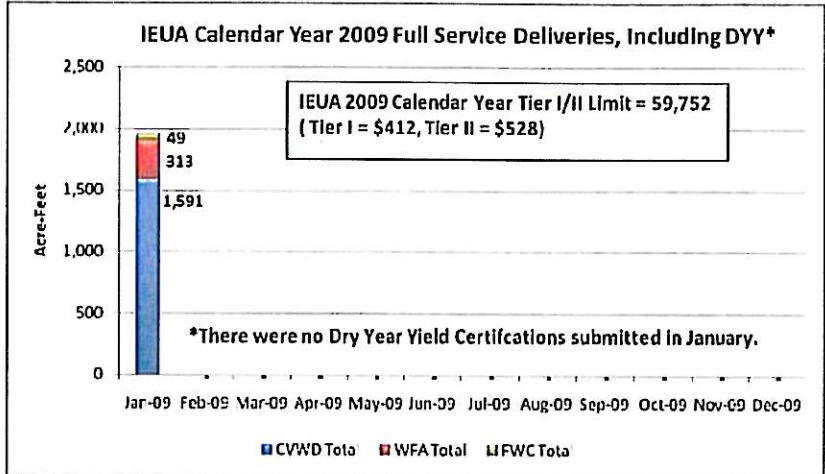 IEUA Calendar Year 2009 Full Service Deliveries, Including DYY*
2,500
2,000
1,500
1,000
500
0
Acre-Feet
IEUA 2009 Calendar Year Tier I/II Limit = 59,752
( Tier I = $412, Tier II = $528)
49
313
1,591
*There were no Dry Year Yield Certifcations submitted in January.
Jan-09 Feb-09 Mar-09 Apr-09 May-09 Jun-09 Jul-09 Aug-09 Sep-09 Oct-09 Nov-09 Dec-09
CVWD Total WFA Total FWC Total